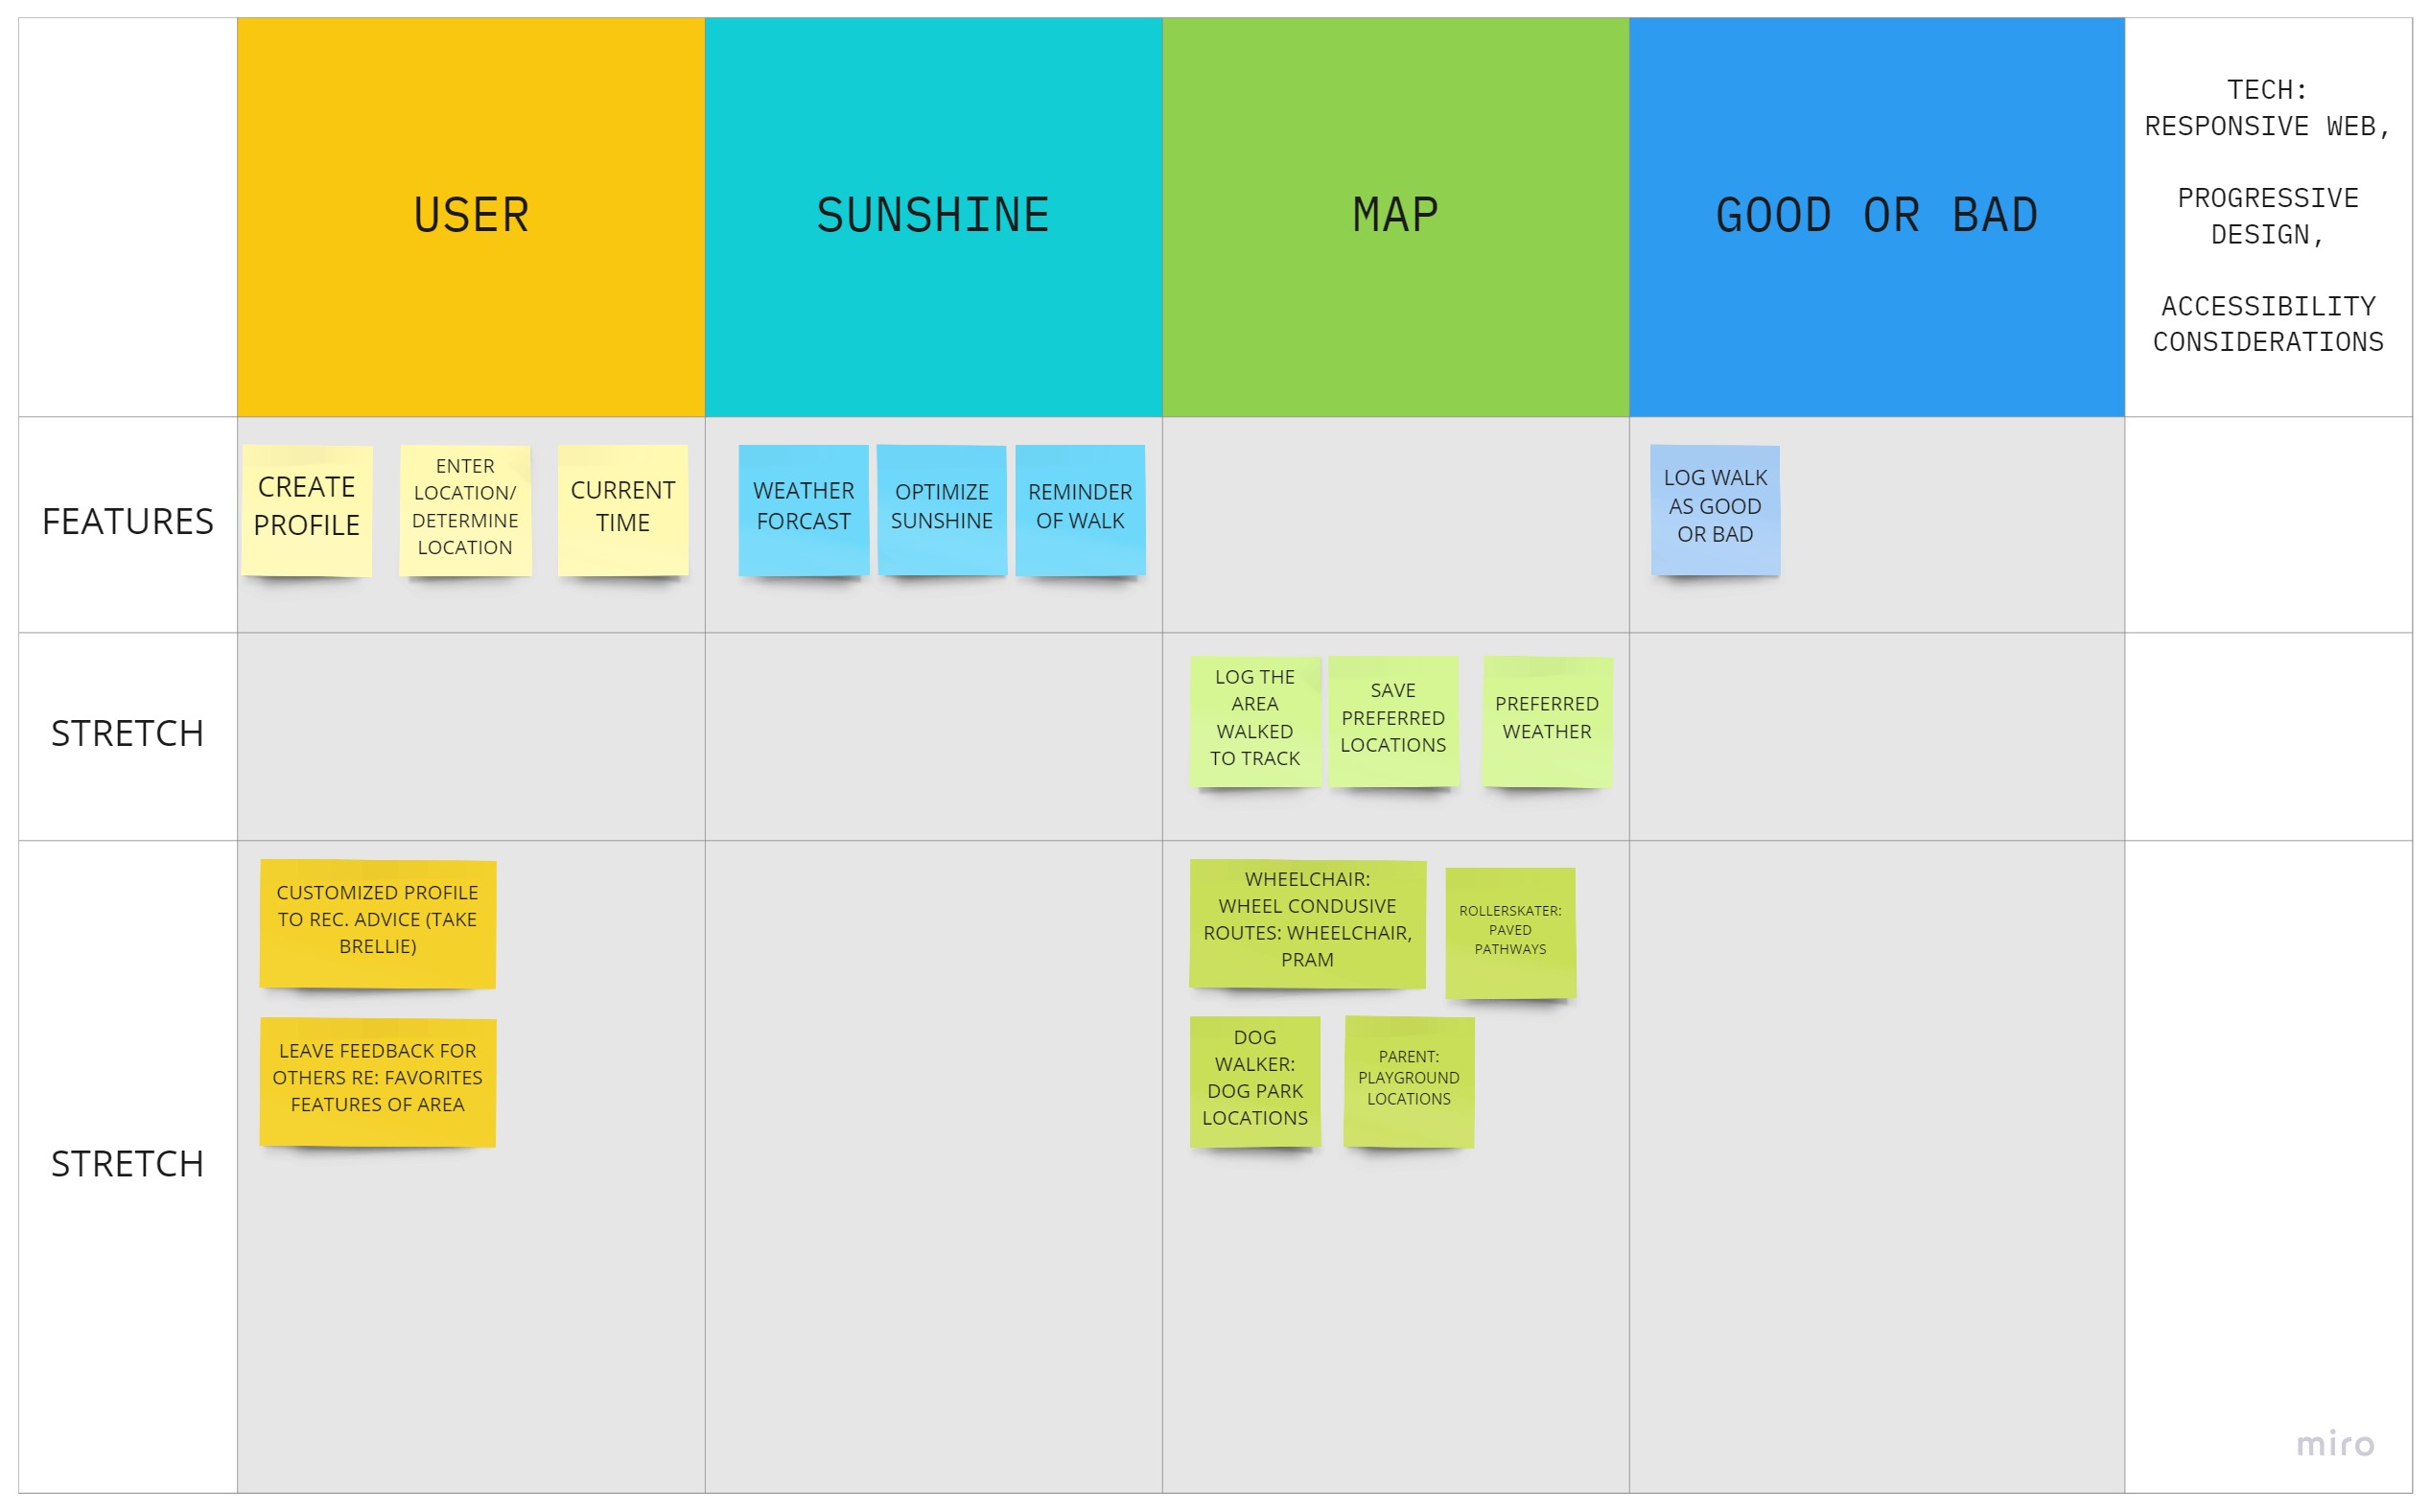 USER
SUNSHINE
MAP
GOOD OR BAD
TECH:
RESPONSIVE WEB,
PROGRESSIVE
DESIGN,
ACCESSIBILITY
CONSIDERATIONS
FEATURES
CREATE
PROFILE
ENTER
LOCATION/
DETERMINE
LOCATION
CURRENT
TIME
WEATHER
FORCAST
OPTIMIZE
SUNSHINE
REMINDER
OF WALK
LOG WALK
AS GOOD
OR BAD
STRETCH
LOG THE
AREA
WALKED
TO TRACK
SAVE
PREFERRED
LOCATIONS
PREFERRED
WEATHER
STRETCH
CUSTOMIZED PROFILE
TO REC. ADVICE (TAKE
BRELLIE)
LEAVE FEEDBACK FOR
OTHERS RE: FAVORITES
FEATURES OF AREA
WHEELCHAIR:
WHEEL CONDUSIVE
ROUTES: WHEELCHAIR,
PRAM
ROLLERSKATER:
PAVED
PATHWAYS
DOG
WALKER:
DOG PARK
LOCATIONS
PARENT:
PLAYGROUND
LOCATIONS
miro